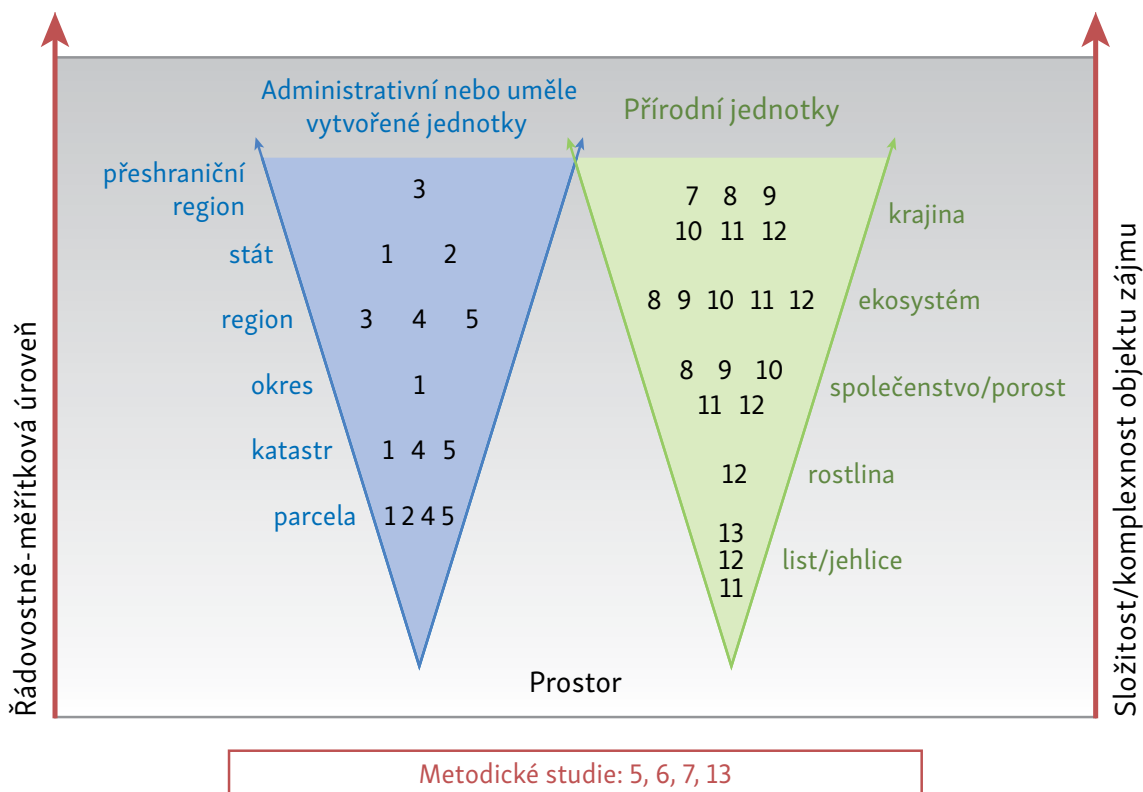 Administrativní nebo uměle
vytvořené jednotky
Přírodní jednotky
přeshraniční
region
3
7 8 9
10 11 12
krajina
stát
1 2
8 9 10 11 12
ekosystém
region
3 4 5
okres
1
8 9 10
11 12
společenstvo/porost
katastr
1 4 5
12
rostlina
parcela
1 2 4 5
13
12
11
list/jehlice
Prostor
Řádovostně-měřítková úroveň
Složitost/komplexnost objektu zájmu
Metodické studie: 5, 6, 7, 13